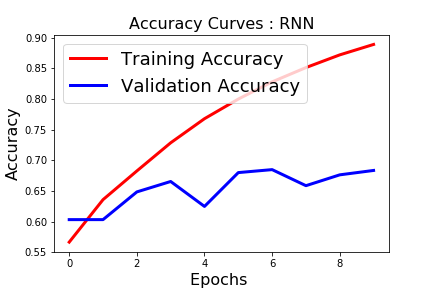 Accuracy Curves : RNN
Training Accuracy
Validation Accuracy
Accuracy
0.90
0.85
0.80
0.75
0.70
0.65
0.60
0.55
0 2 4 6 8
Epochs